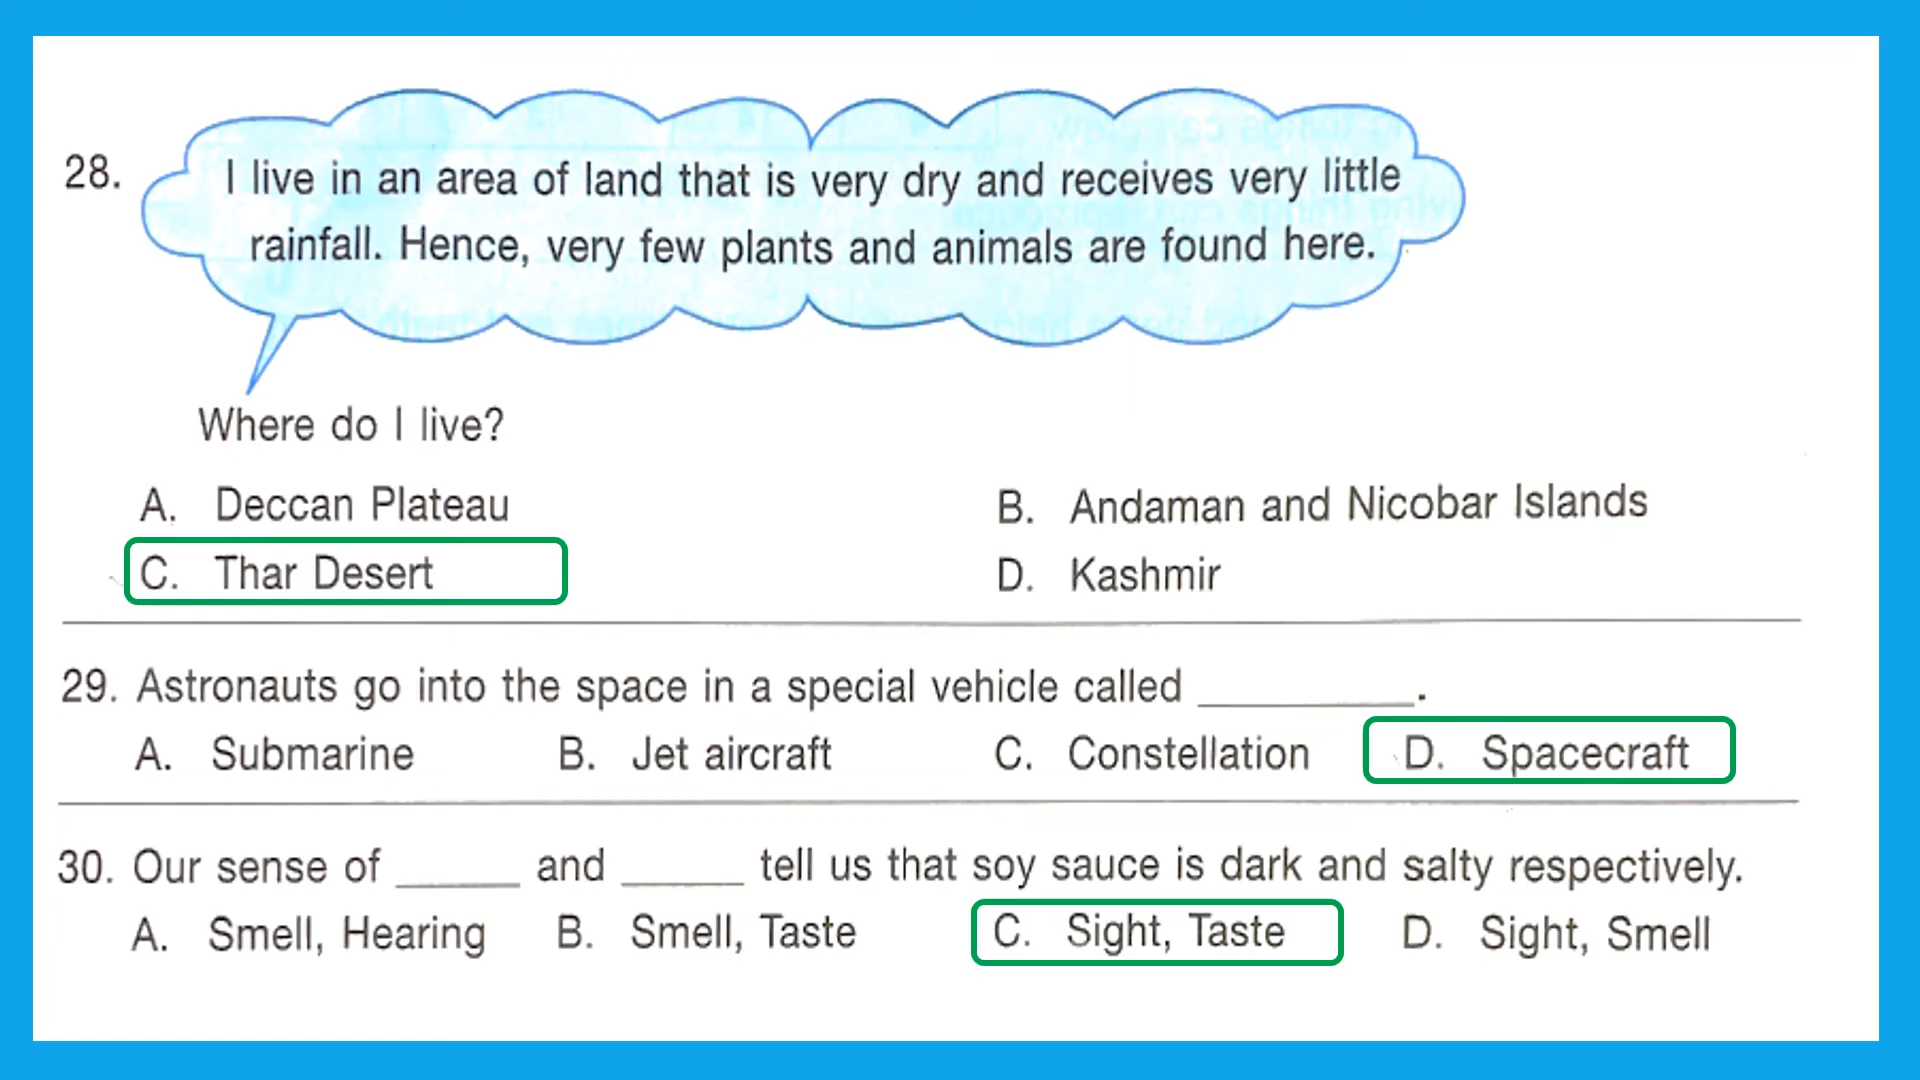 28.
I live in an area of land that is very dry and receives very little
rainfall. Hence, very few plants and animals are found here.
Where do I live?
A. Deccan Plateau B. Andaman and Nicobar Islands
C. Thar Desert D. Kashmir
29. Astronauts go into the space in a special vehicle called __________.
A. Submarine B. Jet aircraft C. Constellation D. Spacecraft
30. Our sense of ______ and ______ tell us that soy sauce is dark and salty respectively.
A. Smell, Hearing B. Smell, Taste C. Sight, Taste D. Sight, Smell